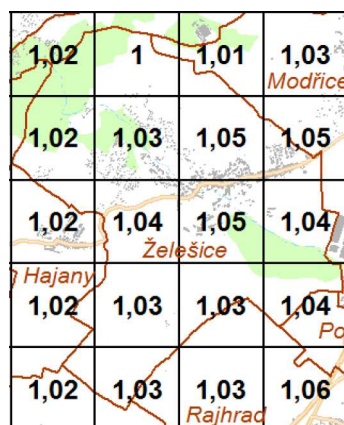 1,02 1 1,01 1,03
Modřice
1,02 1,03 1,05 1,05
1,02 1,04 1,05 1,04
Želešice
Hajany
1,02 1,03 1,03 1,04
Po
1,02 1,03 1,03 1,06
Rajhrad